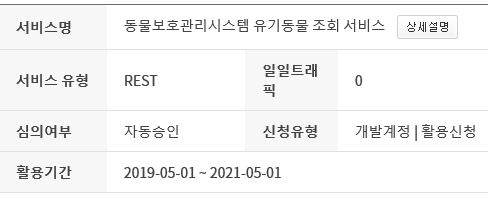 서비스명 동물보호관리시스템 유기동물 조회 서비스 상세설명
서비스 유형 REST 일일트래픽 0
심의여부 자동승인 신청유형 개발계정 | 활용신청
활용기간 2019-05-01 ~ 2021-05-01